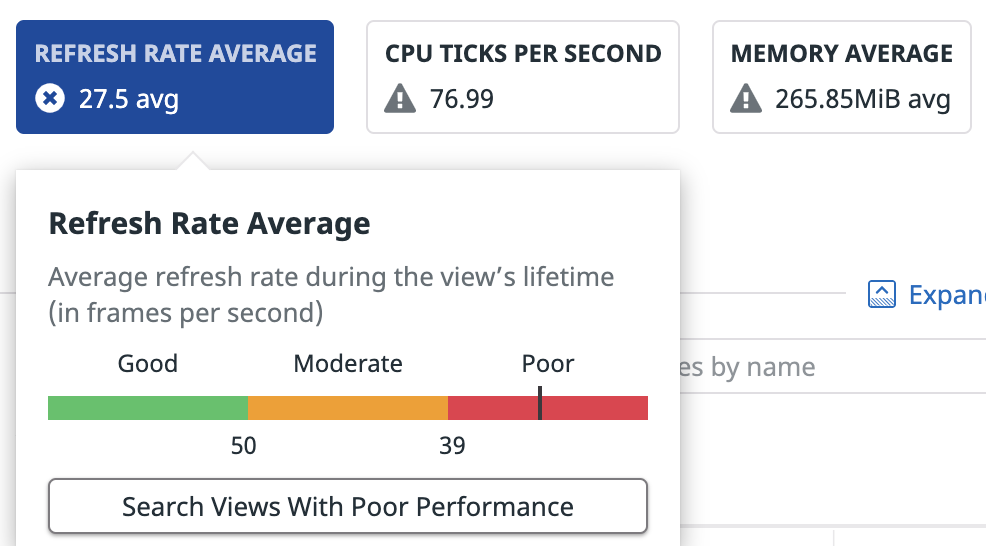 REFRESH RATE AVERAGE
27.5 avg
CPU TICKS PER SECOND
76.99
MEMORY AVERAGE
265.85MiB avg
Refresh Rate Average
Average refresh rate during the view’s lifetime
(in frames per second)
Good Moderate Poor
50 39
Search Views With Poor Performance
Expan
es by name